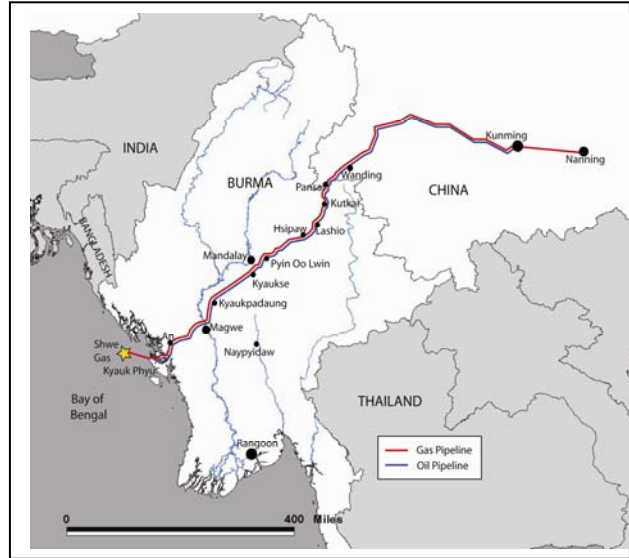 INDIA
BURMA
CHINA
BANGLADESH
THAILAND
Kunming
Nanning
Wanding
Pansai
Kutkai
Lashio
Hsipaw
Pyin Oo Lwin
Mandalay
Kyaukse
Kyaukpadaung
Magwe
Naypyidaw
An
Shwe
Gas
Kyauk Phyu
Bay of
Bengal
Rangoon
Gas Pipeline
Oil Pipeline
0
400
Miles